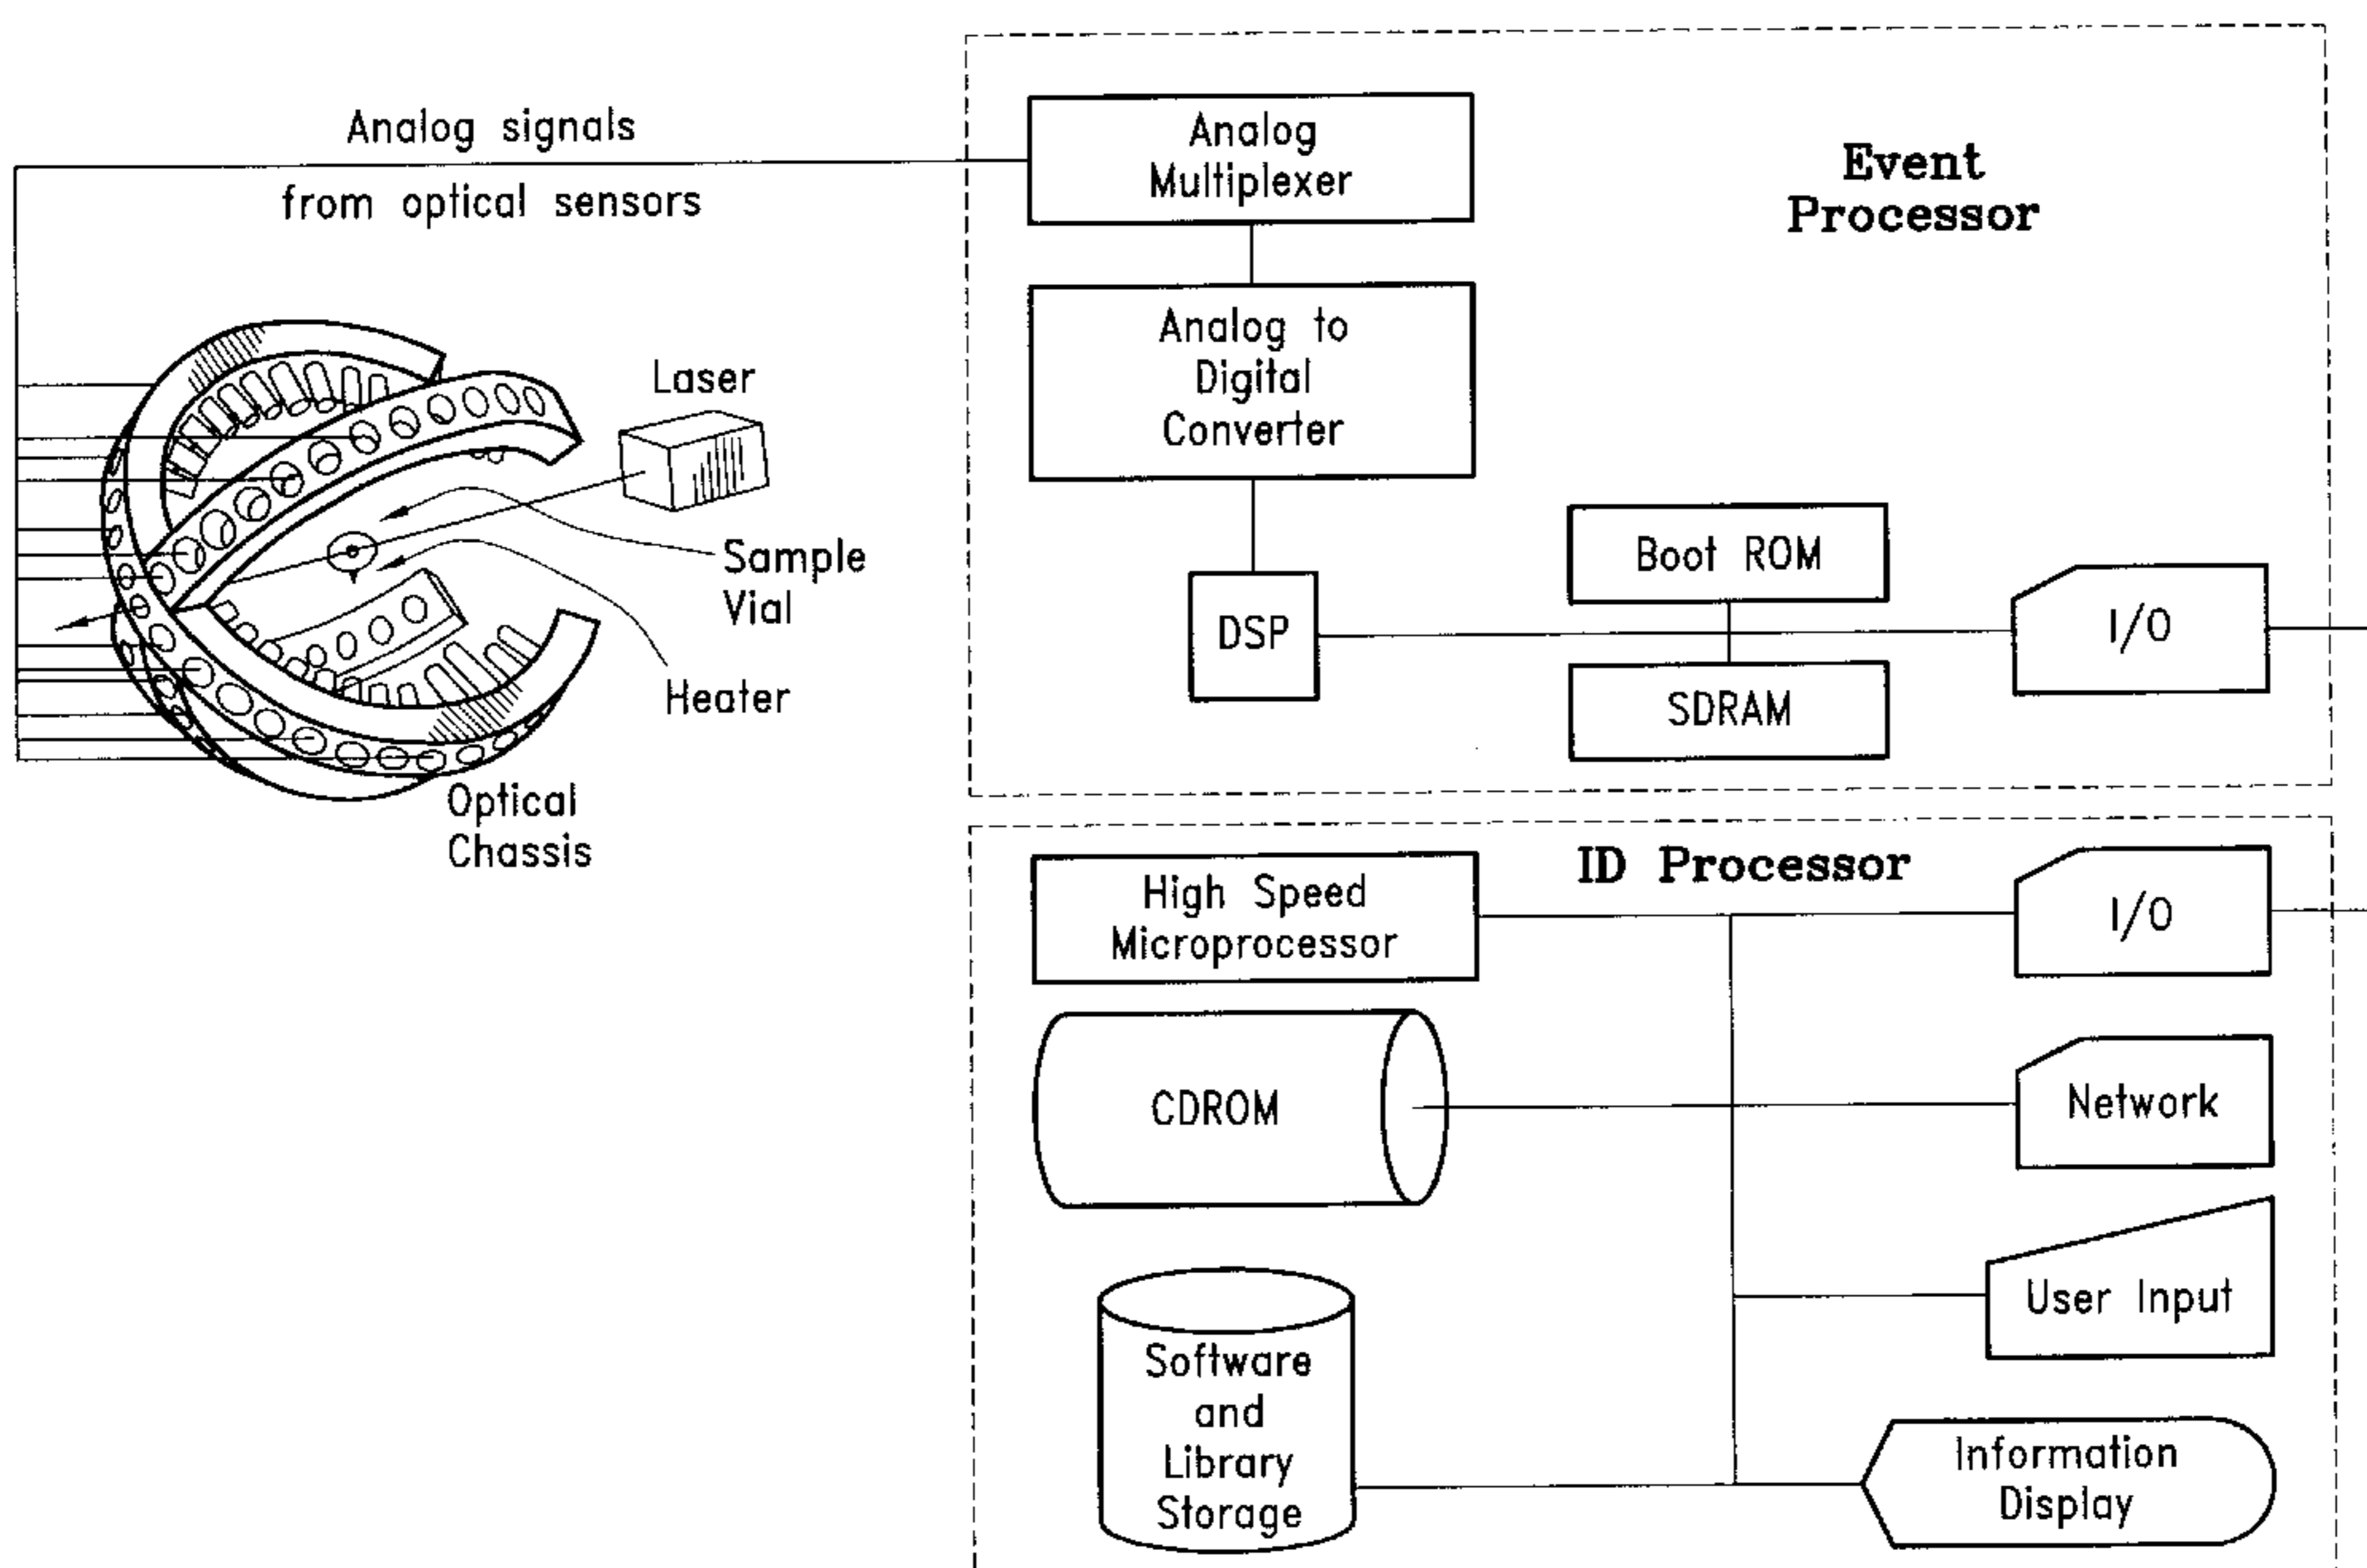 Analog signals
from optical sensors
Laser
Sample
Vial
Heater
Optical
Chassis
Event
Processor
Analog
Multiplexer
Analog to
Digital
Converter
DSP
Boot ROM
SDRAM
I/O
ID Processor
High Speed
Microprocessor
I/O
CDROM
Network
User Input
Software
and
Library
Storage
Information
Display